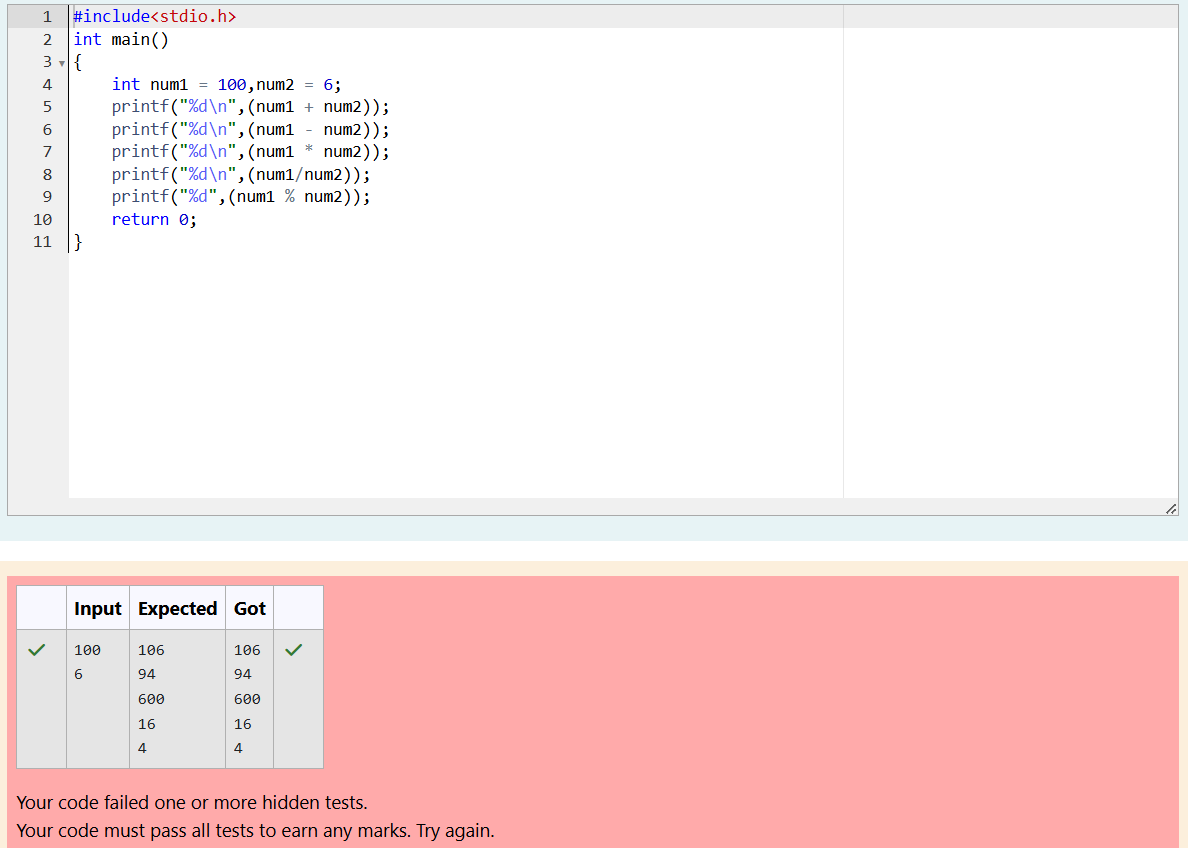 1 #include<stdio.h>
2 int main()
3 {
4     int num1 = 100,num2 = 6;
5     printf("%d\n",(num1 + num2));
6     printf("%d\n",(num1 - num2));
7     printf("%d\n",(num1 * num2));
8     printf("%d\n",(num1/num2));
9     printf("%d",(num1 % num2));
10     return 0;
11 }
Input Expected Got
100 106 106
6 94 94
600 600
16 16
4 4
Your code failed one or more hidden tests.
Your code must pass all tests to earn any marks. Try again.